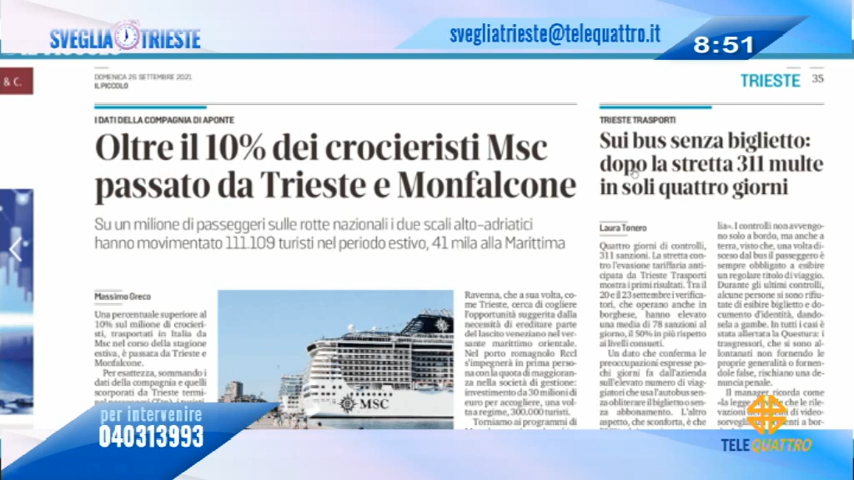 SVEGLIA TRIESTE
svegliatrieste@telequattro.it
8:51
& C.
DOMENICA 26 SETTEMBRE 2021
IL PICCOLO
TRIESTE 35
I DATI DELLA COMPAGNIA DI APONTE
Oltre il 10% dei crocieristi Msc
passato da Trieste e Monfalcone
Su un milione di passeggeri sulle rotte nazionali i due scali alto-adriatici
hanno movimentato 111.109 turisti nel periodo estivo, 41 mila alla Marittima
Massimo Greco
Una percentuale superiore al
10% sul milione di crocieri-
sti, trasportati in Italia da
Msc nel corso della stagione
estiva, è passata da Trieste e
Monfalcone.
Per esattezza, sommando i
dati della compagnia e quelli
scorporati da Trieste termi-
MSC
MSC
Ravenna, che a sua volta, co-
me Trieste, cerca di cogliere
l'opportunità suggerita dalla
necessità di ereditare parte
del lascito veneziano nel ver-
sante marittimo orientale.
Nel porto romagnolo Rccl
s'impegnerà in prima perso-
na con la quota di maggioran-
za nella società di gestione:
investimento da 30 milioni di
euro per accogliere, una vol-
ta a regime, 300.000 turisti.
Torniamo ai programmi di
TRIESTE TRASPORTI
Sui bus senza biglietto:
dopo la stretta 311 multe
in soli quattro giorni
Laura Tonero
Quattro giorni di controlli,
311 sanzioni. La stretta con-
tro l'evasione tariffaria antici-
pata da Trieste Trasporti
mostra i primi risultati. Tra il
20 e il 23 settembre i verifica-
tori, che operano anche in
borghese, hanno elevato
una media di 78 sanzioni al
giorno, il 50% in più rispetto
ai livelli consueti.
Un dato che conferma le
preoccupazioni espresse po-
chi giorni fa dall'azienda
sull'elevato numero di viag-
giatori che usa l'autobus senza
obliterare il biglietto o senza
abbonamento. L'altro
aspetto, che sconforta, è che
lia». I controlli non avvengo-
no solo a bordo, ma anche a
terra, visto che, una volta di-
sceso dal bus il passeggero è
sempre obbligato a esibire
un regolare titolo di viaggio.
Durante gli ultimi controlli,
alcune persone si sono rifiu-
tate di esibire biglietto e do-
cumento d'identità, dando-
sela a gambe. In tutti i casi è
stata allertata la Questura: i
trasgressori, che si sono al-
lontanati non fornendo le
proprie generalità o fornen-
dole false, rischiano una de-
nuncia penale.
Il manager ricorda come
per intervenire
040313993
TELEQUATTRO